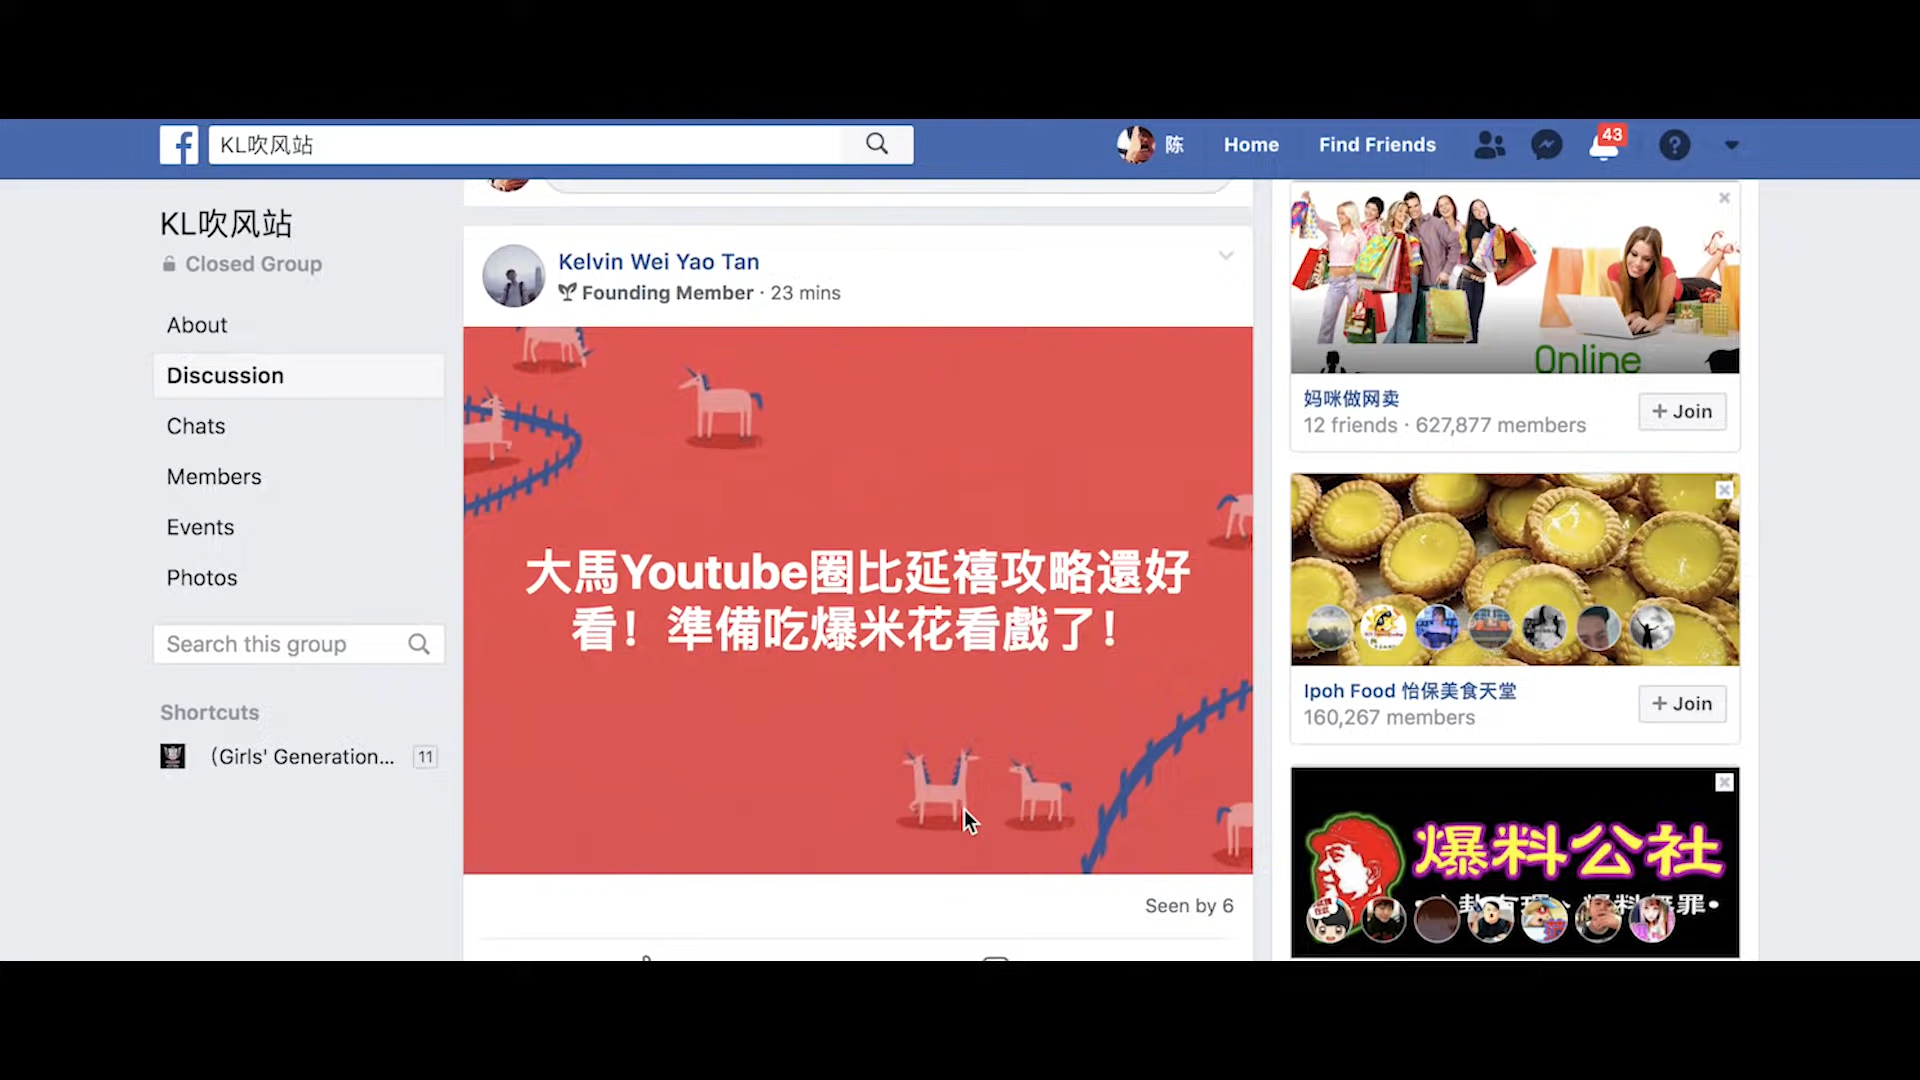 KL吹风站
陈
Home
Find Friends
43
KL吹风站
Closed Group
About
Discussion
Chats
Members
Events
Photos
Search this group
Shortcuts
(Girls' Generation...
11
Kelvin Wei Yao Tan
Founding Member · 23 mins
大馬Youtube圈比延禧攻略還好
看！準備吃爆米花看戲了！
Seen by 6
Online
妈咪做网卖
12 friends · 627,877 members
+ Join
Ipoh Food 怡保美食天堂
160,267 members
+ Join
爆料公社